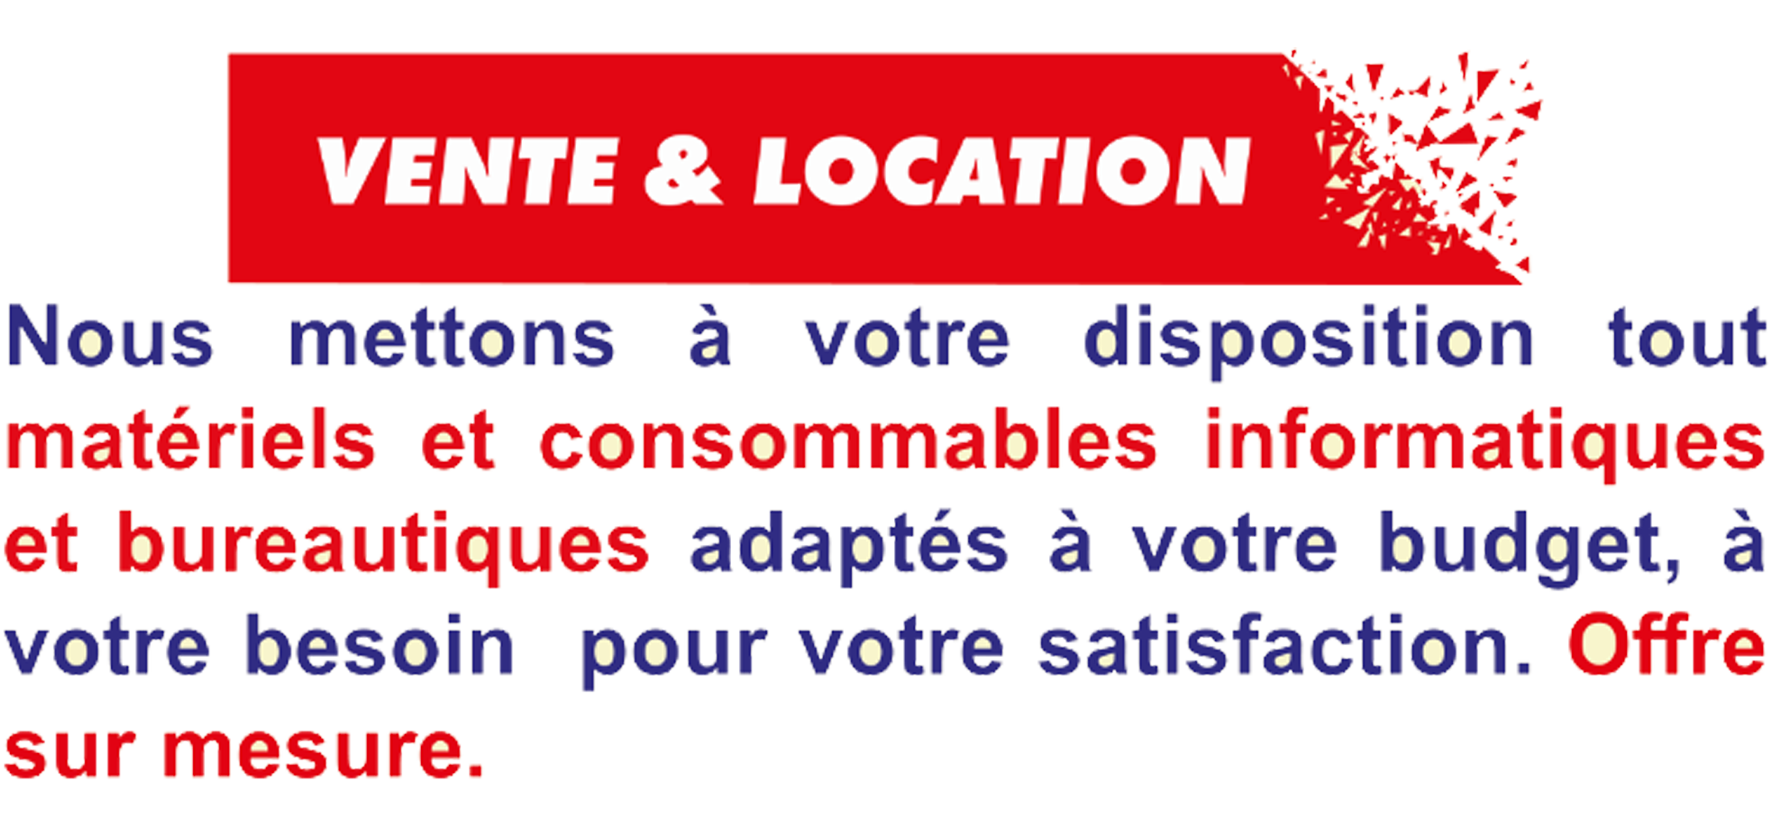 VENTE & LOCATION
Nous mettons à votre disposition tout
matériels et consommables informatiques
et bureautiques adaptés à votre budget, à
votre besoin  pour votre satisfaction. Offre
sur mesure.